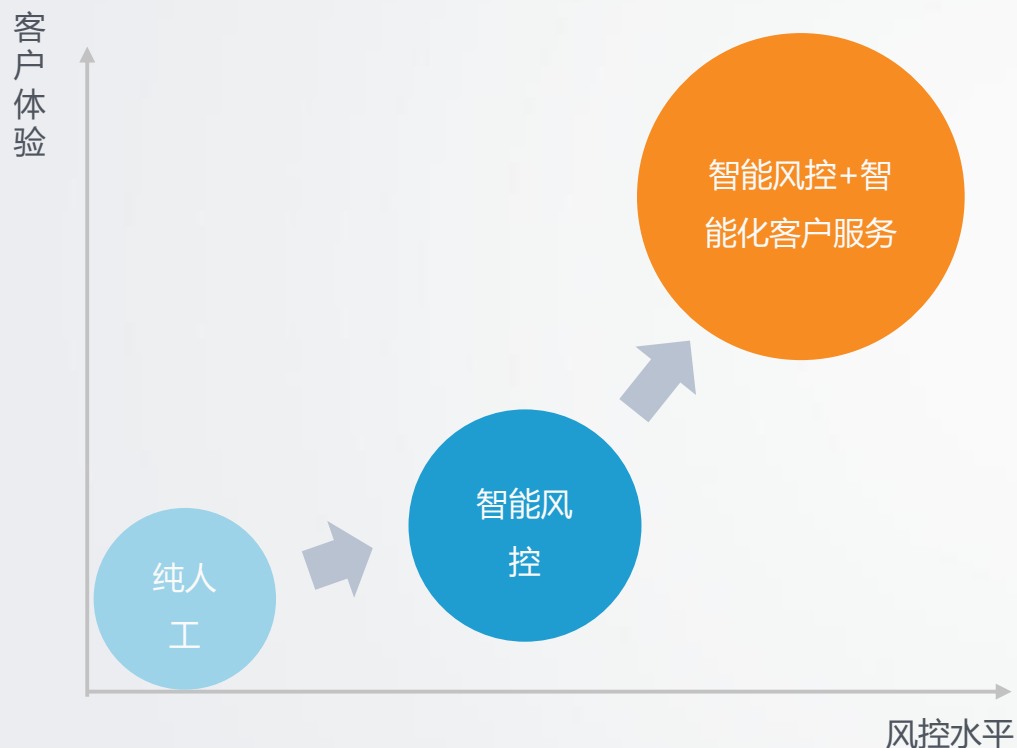 客户体验
智能风控+智
能化客户服务
智能风
控
纯人
工
风控水平